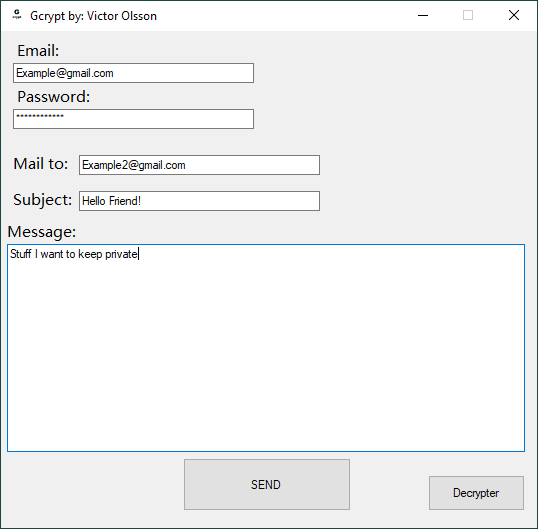 G
crypt
Gcrypt by: Victor Olsson
Email:
Example@gmail.com
Password:
************
Mail to: Example2@gmail.com
Subject: Hello Friend!
Message:
Stuff I want to keep private
SEND
Decrypter